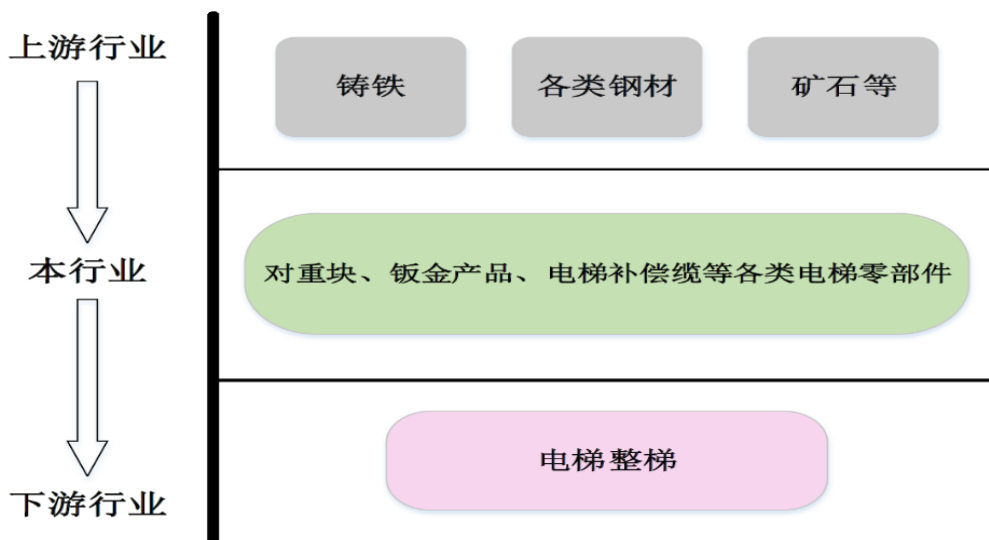 上游行业
铸铁
各类钢材
矿石等
本行业
对重块、钣金产品、电梯补偿缆等各类电梯零部件
下游行业
电梯整梯